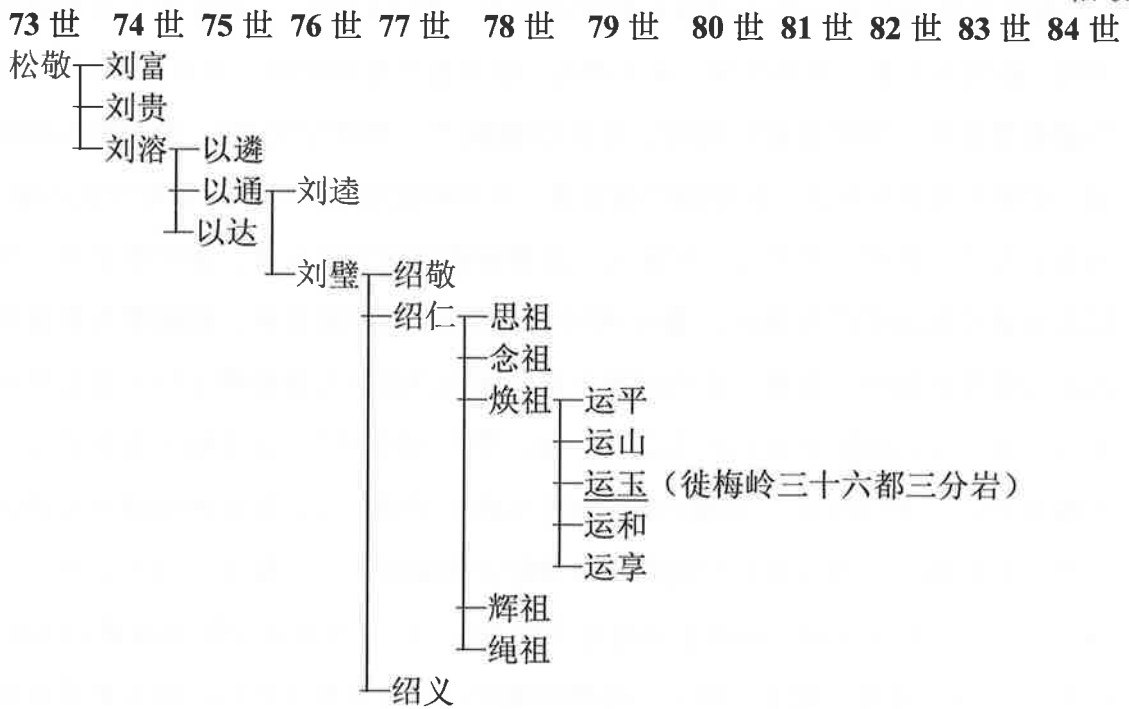 73世 74世 75世 76世 77世 78世 79世 80世 81世 82世 83世 84世
松敬 刘富
刘贵
刘溶 以遴
以通 刘逵
以达
刘璧 绍敬
绍仁 思祖
念祖
焕祖 运平
运山
运玉（徙梅岭三十六都三分岩）
运和
运享
辉祖
绳祖
绍义